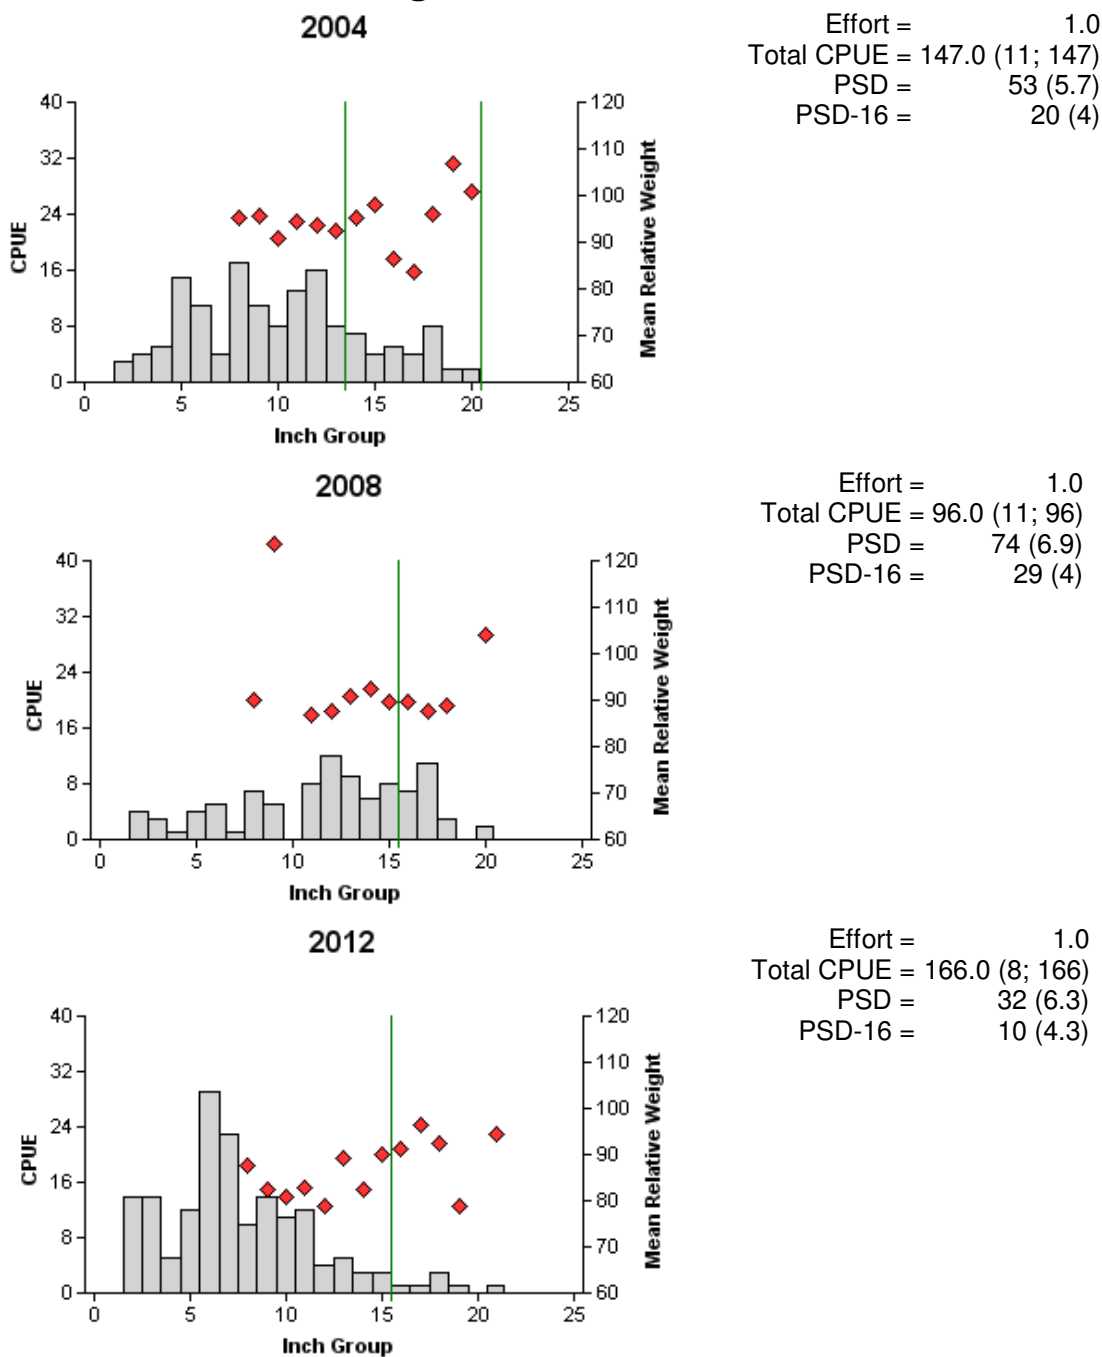 2004
Effort = 1.0
Total CPUE = 147.0 (11; 147)
PSD = 53 (5.7)
PSD-16 = 20 (4)
40 120
32 110
100
24 90
16 80
8 70
0 60
CPUE
Mean Relative Weight
0 5 10 15 20 25
Inch Group
2008
Effort = 1.0
Total CPUE = 96.0 (11; 96)
PSD = 74 (6.9)
PSD-16 = 29 (4)
40 120
32 110
100
24 90
16 80
8 70
0 60
CPUE
Mean Relative Weight
0 5 10 15 20 25
Inch Group
2012
Effort = 1.0
Total CPUE = 166.0 (8; 166)
PSD = 32 (6.3)
PSD-16 = 10 (4.3)
40 120
32 110
100
24 90
16 80
8 70
0 60
CPUE
Mean Relative Weight
0 5 10 15 20 25
Inch Group